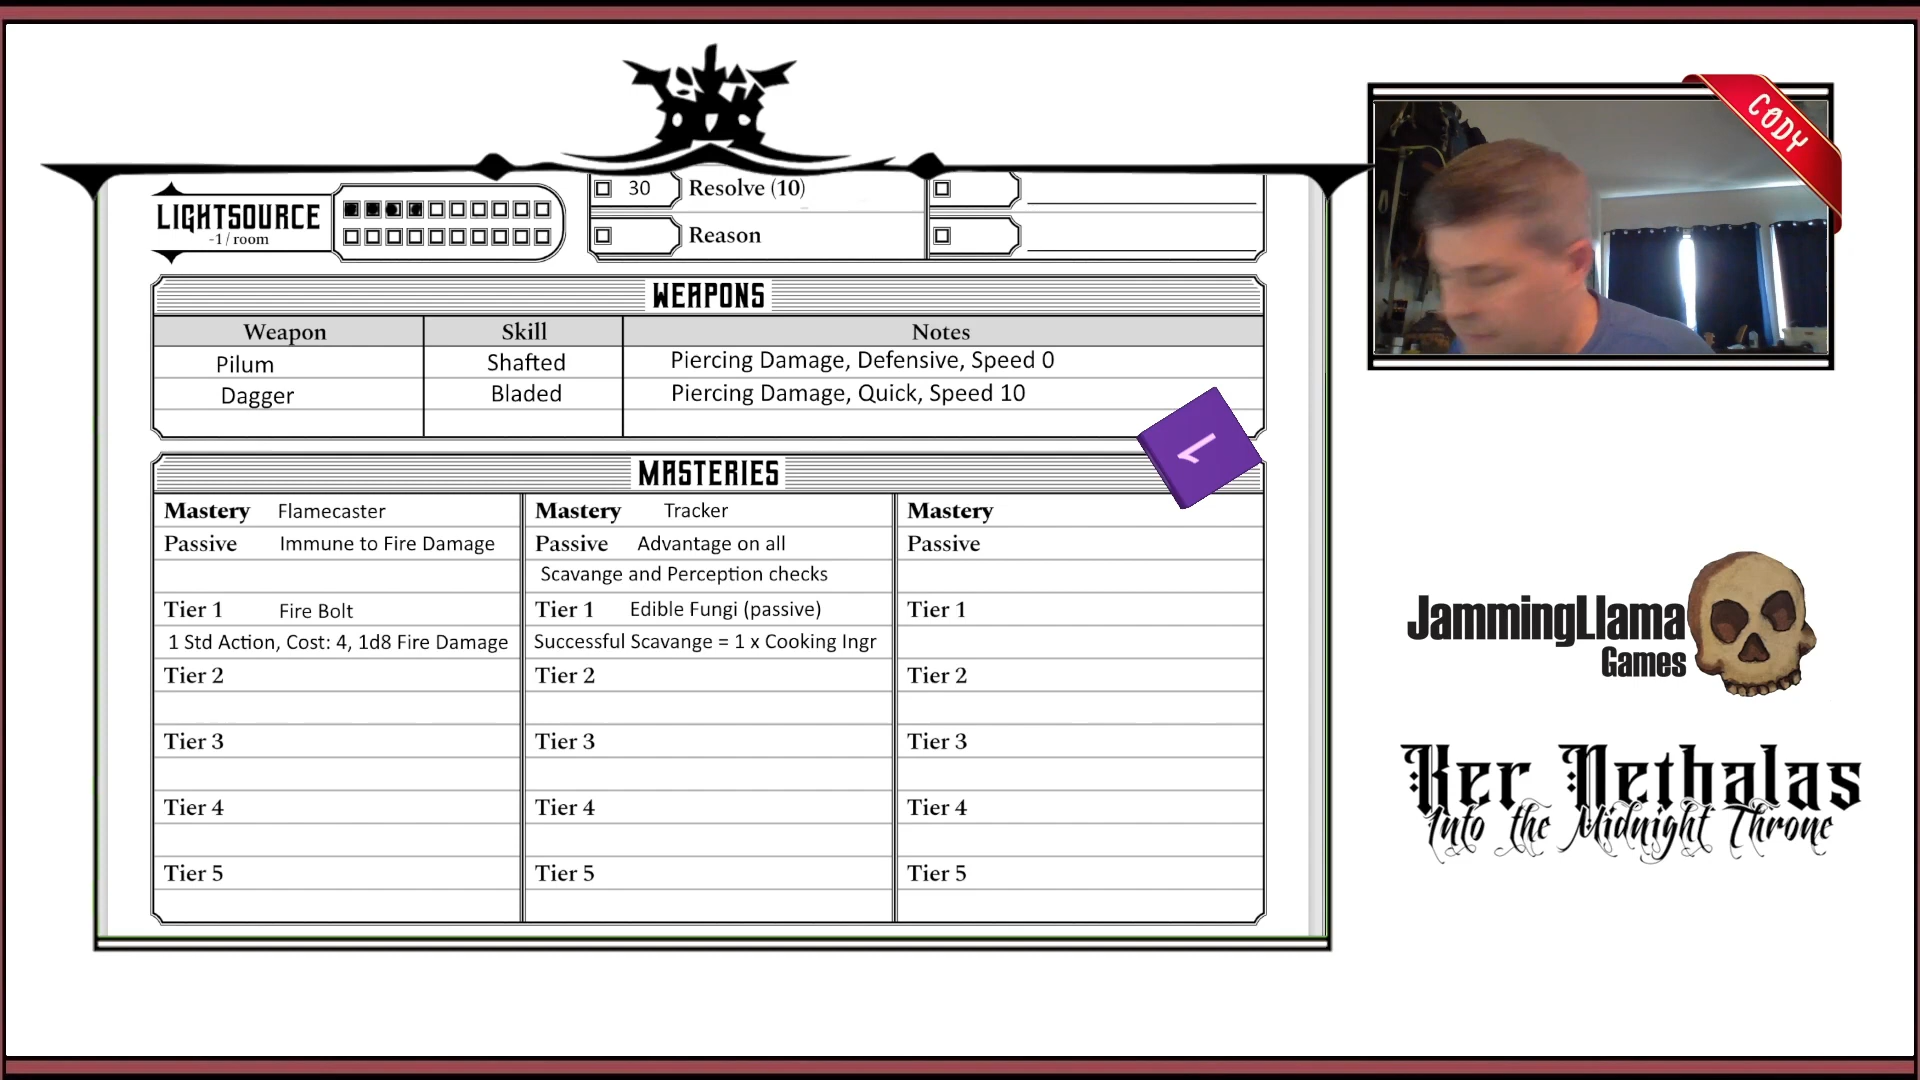 CODY
30 Resolve (10)
LIGHTSOURCE
-1/room
Reason
WEAPONS
Weapon Skill Notes
Pilum Shafted Piercing Damage, Defensive, Speed 0
Dagger Bladed Piercing Damage, Quick, Speed 10
1
MASTERIES
Mastery Flamecaster
Passive Immune to Fire Damage
Tier 1 Fire Bolt
1 Std Action, Cost: 4, 1d8 Fire Damage
Tier 2
Tier 3
Tier 4
Tier 5
Mastery Tracker
Passive Advantage on all
Scavange and Perception checks
Tier 1 Edible Fungi (passive)
Successful Scavange = 1 x Cooking Ingr
Tier 2
Tier 3
Tier 4
Tier 5
Mastery
Passive
Tier 1
Tier 2
Tier 3
Tier 4
Tier 5
JammingLlama
Games
Ker Nethalas
Into the Midnight Throne